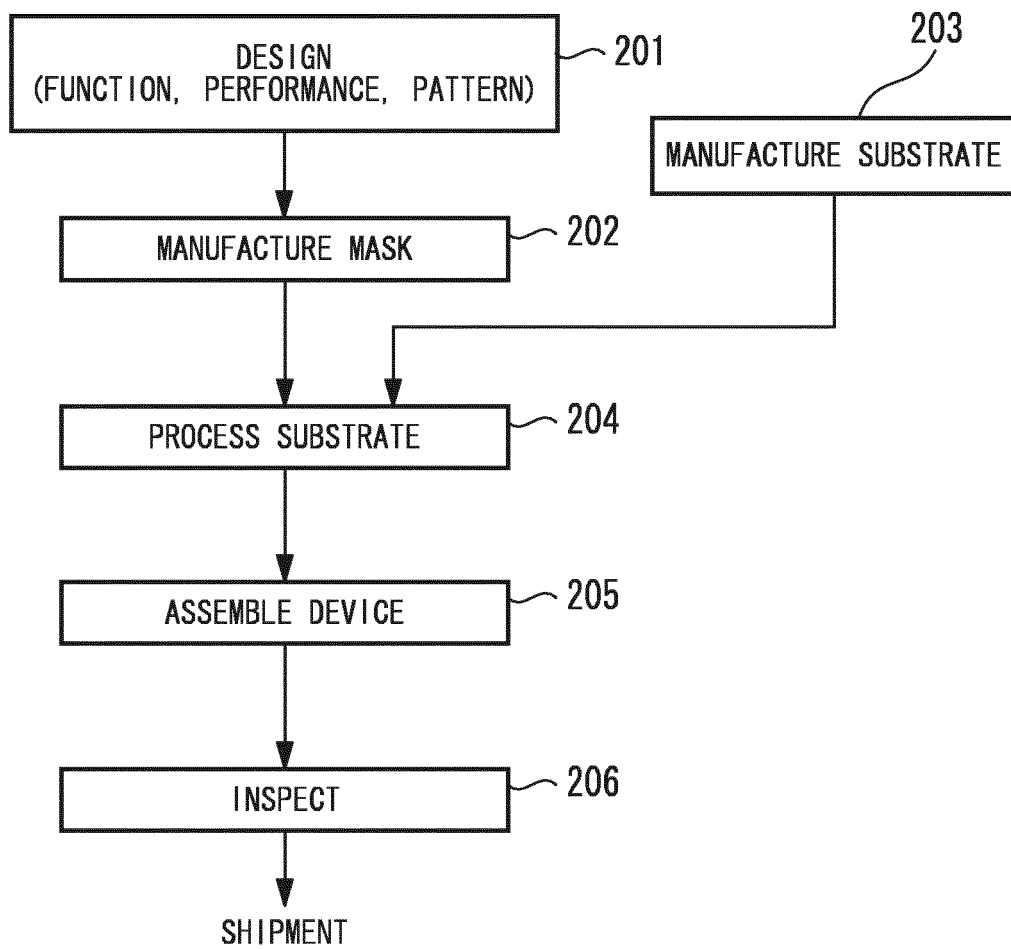 DESIGN
(FUNCTION, PERFORMANCE, PATTERN)
201
203
MANUFACTURE SUBSTRATE
MANUFACTURE MASK
202
PROCESS SUBSTRATE
204
ASSEMBLE DEVICE
205
INSPECT
206
SHIPMENT